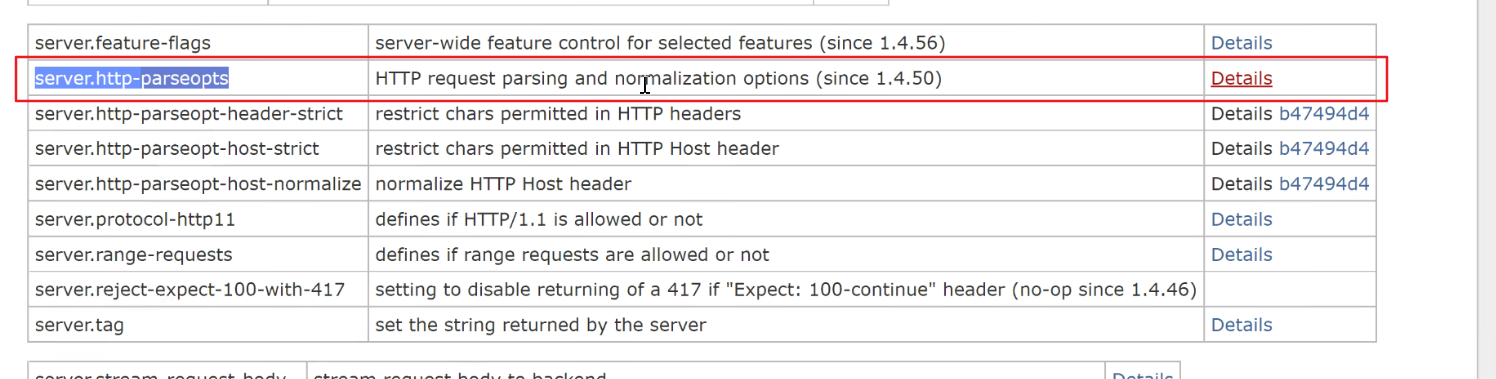 server.feature-flags server-wide feature control for selected features (since 1.4.56) Details
server.http-parseopts HTTP request parsing and normalization options (since 1.4.50) Details
server.http-parseopt-header-strict restrict chars permitted in HTTP headers Details b47494d4
server.http-parseopt-host-strict restrict chars permitted in HTTP Host header Details b47494d4
server.http-parseopt-host-normalize normalize HTTP Host header Details b47494d4
server.protocol-http11 defines if HTTP/1.1 is allowed or not Details
server.range-requests defines if range requests are allowed or not Details
server.reject-expect-100-with-417 setting to disable returning of a 417 if "Expect: 100-continue" header (no-op since 1.4.46)
server.tag set the string returned by the server Details
server.stream-request-body stream request body to backend Details